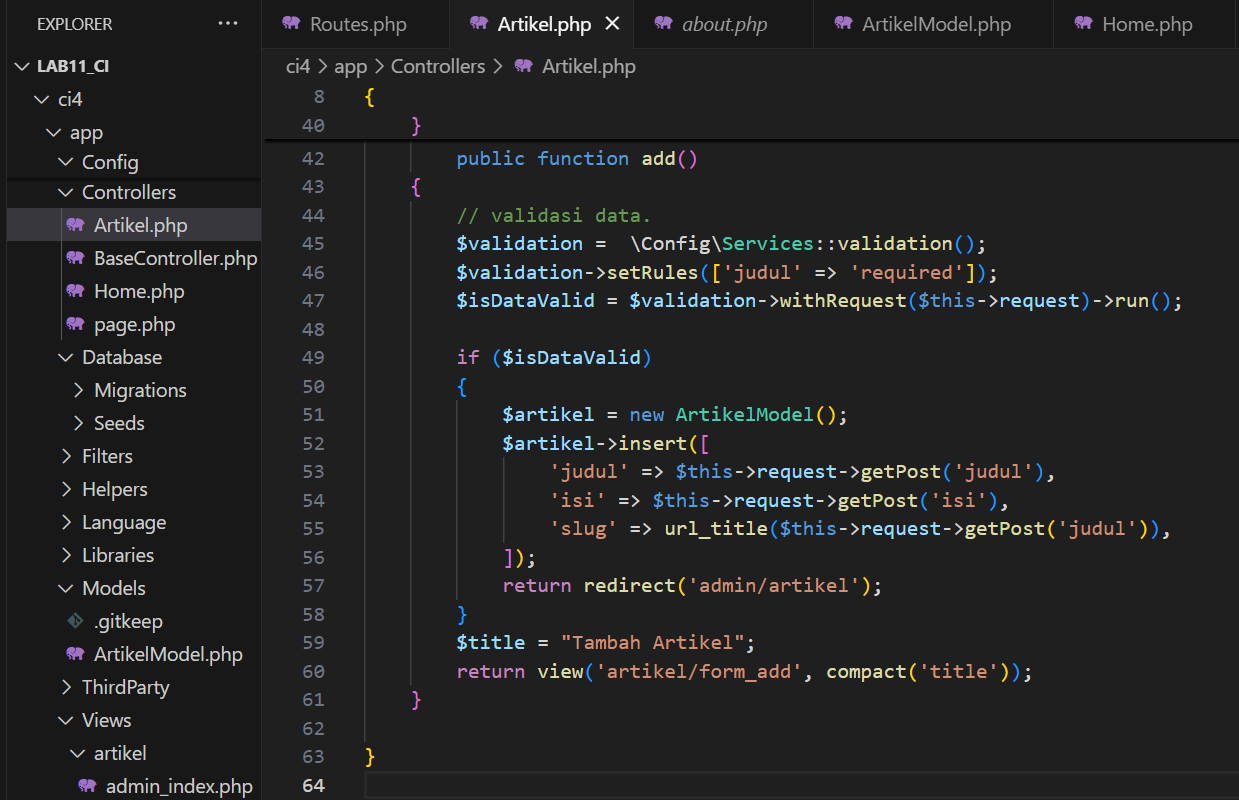 EXPLORER ...
LAB11_CI
ci4
app
Config
Controllers
Artikel.php
BaseController.php
Home.php
page.php
Database
Migrations
Seeds
Filters
Helpers
Language
Libraries
Models
.gitkeep
ArtikelModel.php
ThirdParty
Views
artikel
admin_index.php
Routes.php
Artikel.php
about.php
ArtikelModel.php
Home.php
ci4 > app > Controllers > Artikel.php
8 {
40 }
42 public function add()
43 {
44 // validasi data.
45 $validation =  \Config\Services::validation();
46 $validation->setRules(['judul' => 'required']);
47 $isDataValid = $validation->withRequest($this->request)->run();
48
49 if ($isDataValid)
50 {
51 $artikel = new ArtikelModel();
52 $artikel->insert([
53 'judul' => $this->request->getPost('judul'),
54 'isi' => $this->request->getPost('isi'),
55 'slug' => url_title($this->request->getPost('judul')),
56 ]);
57 return redirect('admin/artikel');
58 }
59 $title = "Tambah Artikel";
60 return view('artikel/form_add', compact('title'));
61 }
62
63 }
64